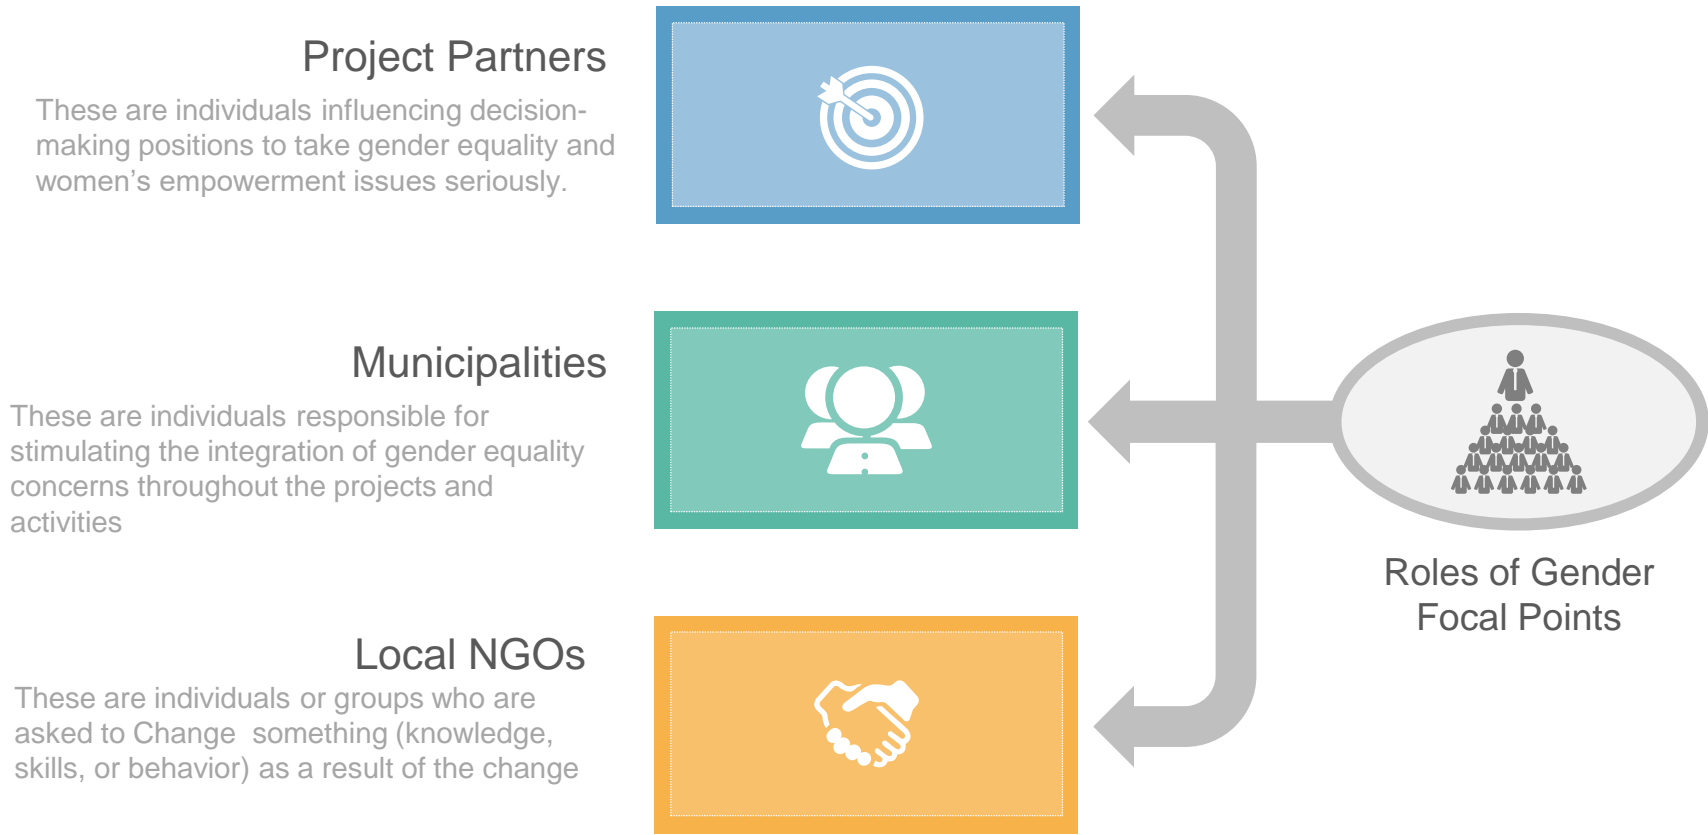 Project Partners
These are individuals influencing decision-
making positions to take gender equality and
women’s empowerment issues seriously.
Municipalities
These are individuals responsible for
stimulating the integration of gender equality
concerns throughout the projects and
activities
Local NGOs
These are individuals or groups who are
asked to Change  something (knowledge,
skills, or behavior) as a result of the change
Roles of Gender
Focal Points